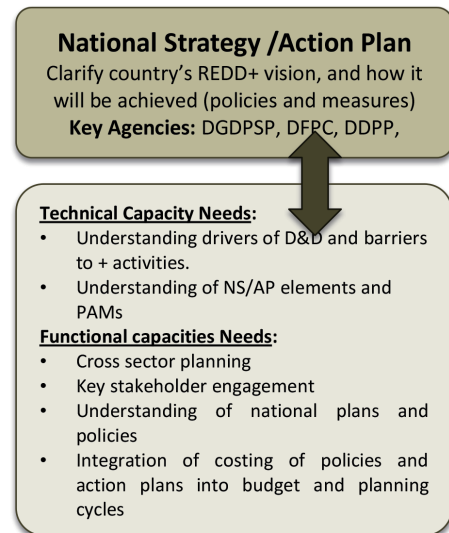 National Strategy /Action Plan
Clarify country's REDD+ vision, and how it
will be achieved (policies and measures)
Key Agencies: DGDPSP, DFPC, DDPP,
Technical Capacity Needs:
• Understanding drivers of D&D and barriers
to + activities.
• Understanding of NS/AP elements and
PAMs
Functional capacities Needs:
• Cross sector planning
• Key stakeholder engagement
• Understanding of national plans and
policies
• Integration of costing of policies and
action plans into budget and planning
cycles